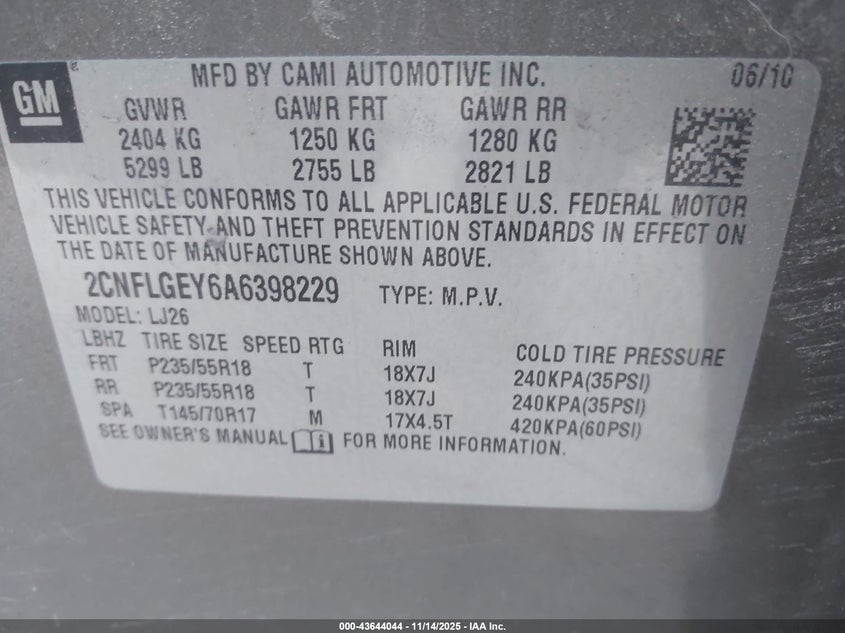 GM
MFD BY CAMI AUTOMOTIVE INC. 06/10
GVWR GAWR FRT GAWR RR
2404 KG 1250 KG 1280 KG
5299 LB 2755 LB 2821 LB
THIS VEHICLE CONFORMS TO ALL APPLICABLE U.S. FEDERAL MOTOR
VEHICLE SAFETY AND THEFT PREVENTION STANDARDS IN EFFECT ON
THE DATE OF MANUFACTURE SHOWN ABOVE.
2CNFLGEY6A6398229 TYPE: M.P.V.
MODEL: LJ26
LBHZ TIRE SIZE SPEED RTG RIM COLD TIRE PRESSURE
FRT P235/55R18 T 18X7J 240KPA(35PSI)
RR P235/55R18 T 18X7J 240KPA(35PSI)
SPA T145/70R17 M 17X4.5T 420KPA(60PSI)
SEE OWNER'S MANUAL FOR MORE INFORMATION.
000-43644044 - 11/14/2025 - IAA Inc.